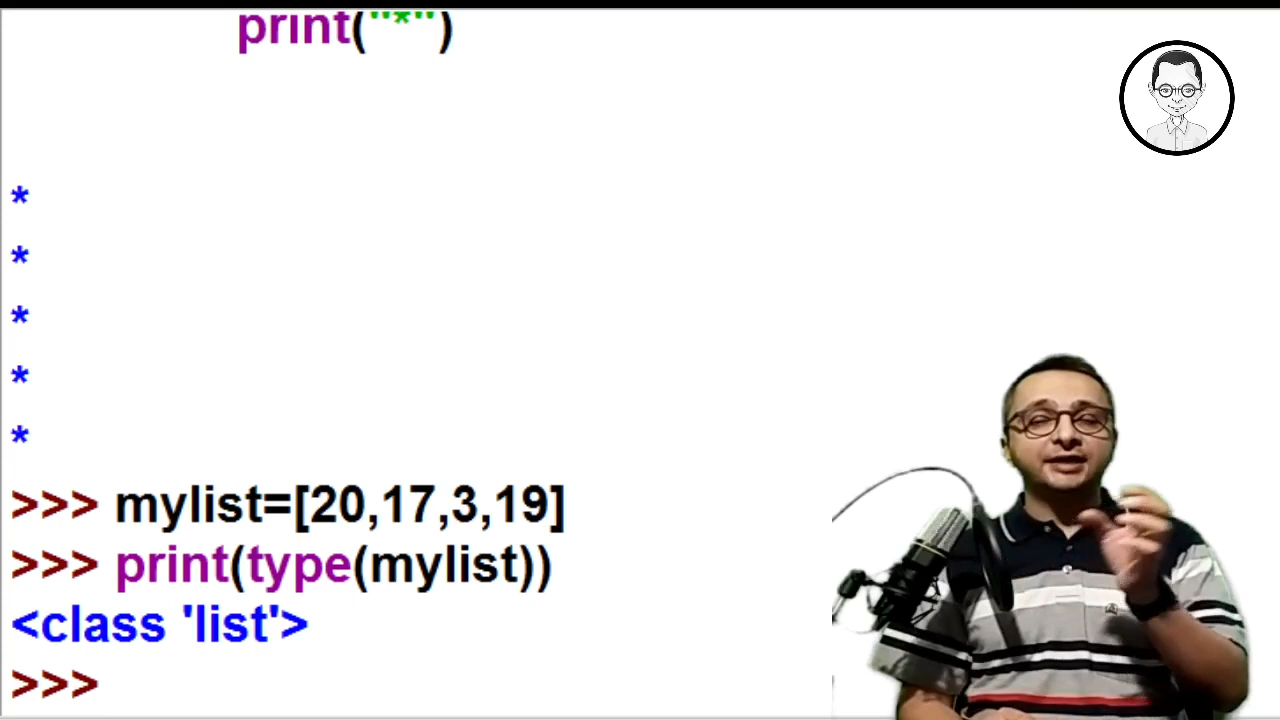 print("*")
*
*
*
*
*
>>> mylist=[20,17,3,19]
>>> print(type(mylist))
<class 'list'>
>>>